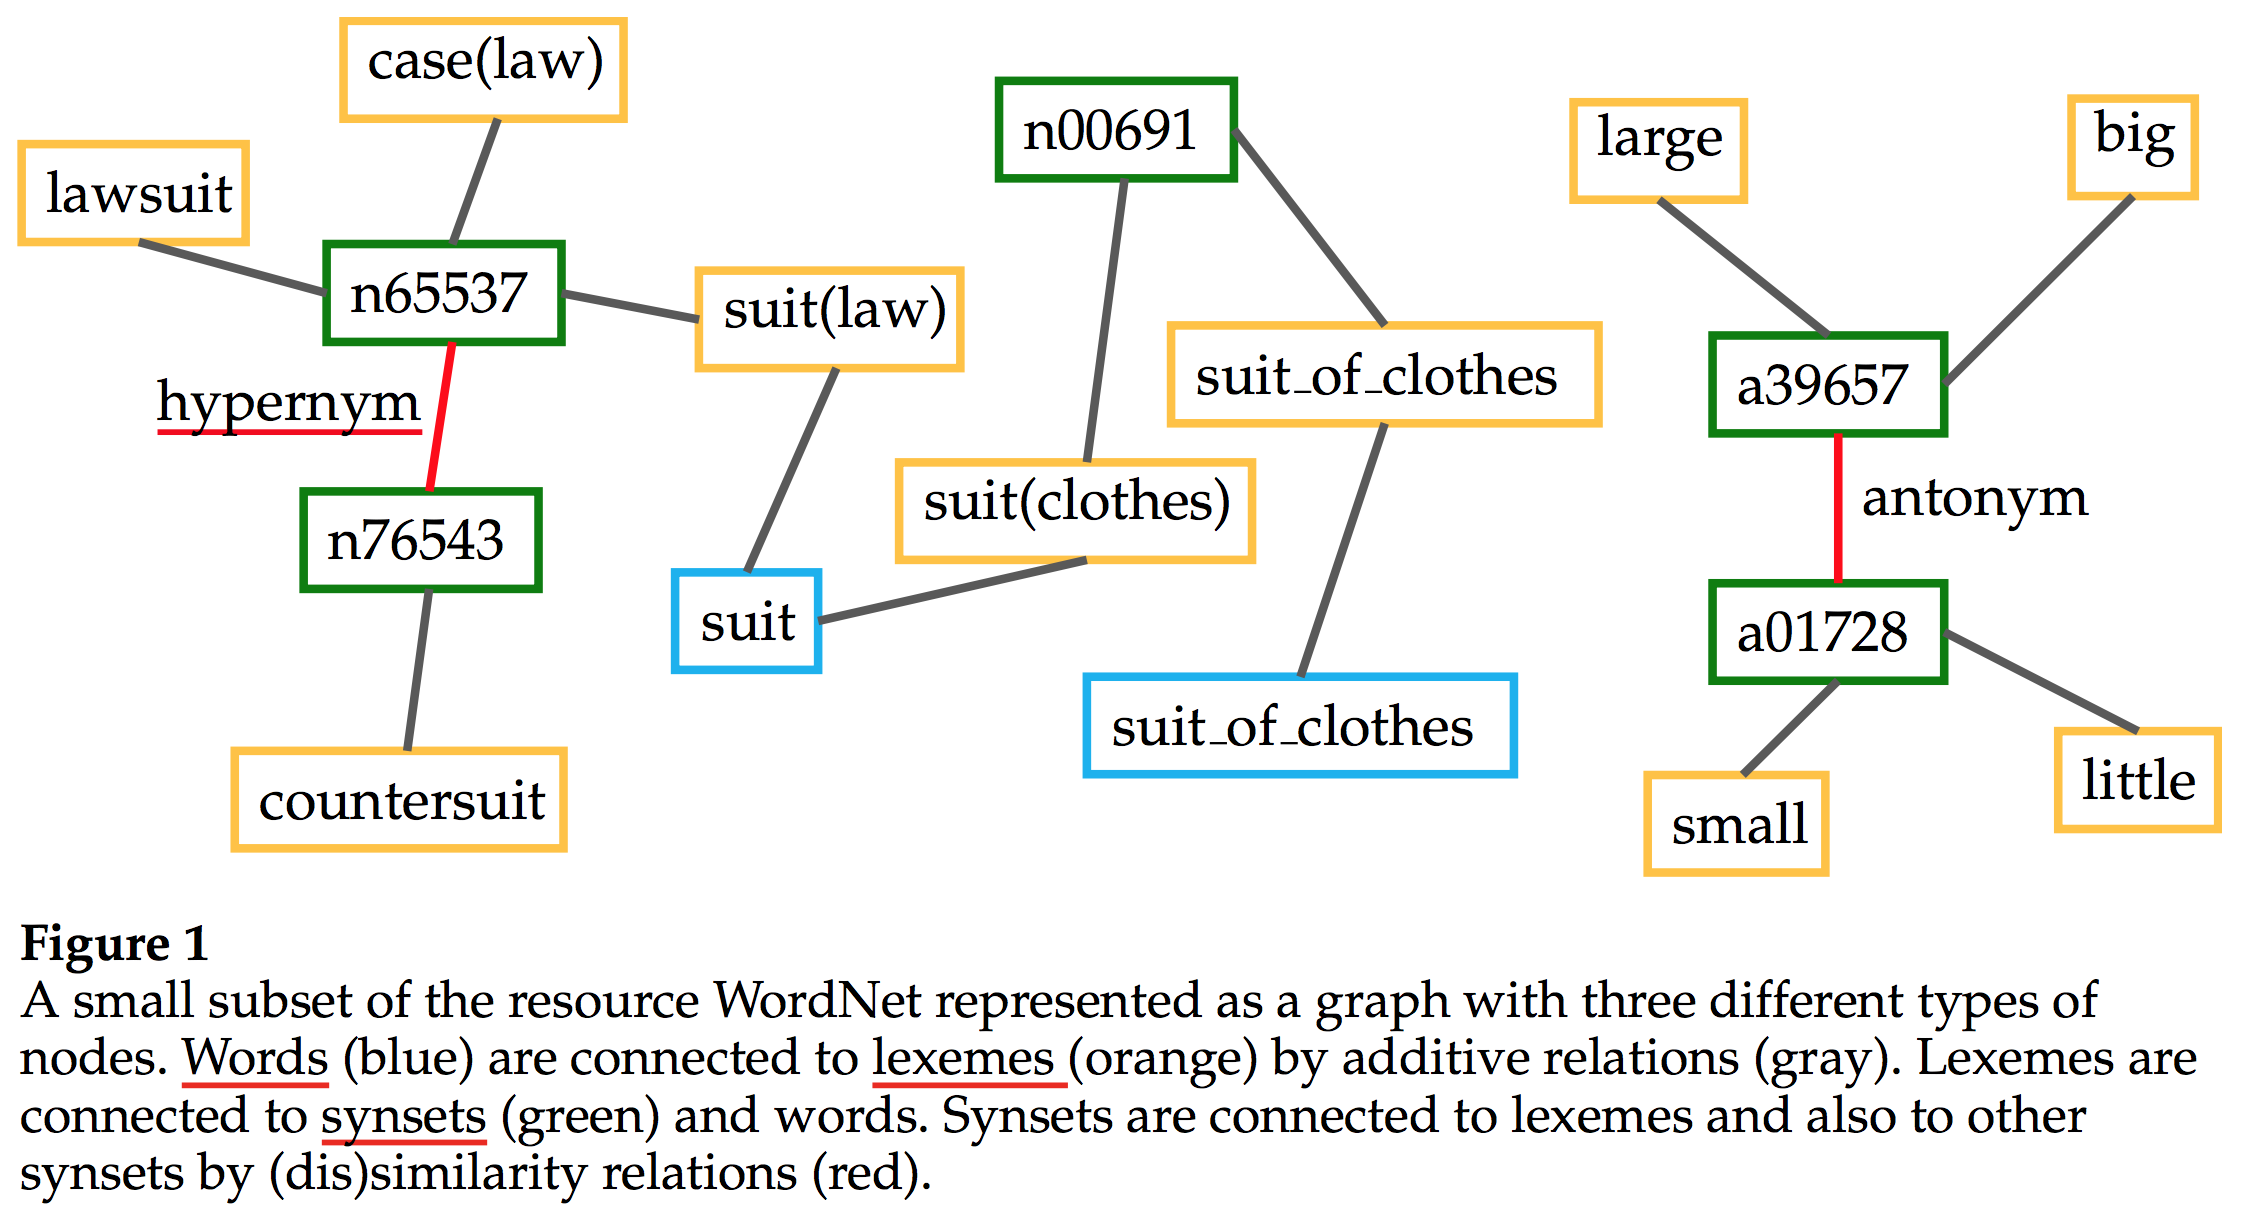 case(law)
lawsuit
n65537
suit(law)
hypernym
n76543
countersuit
suit
n00691
suit_of_clothes
suit(clothes)
suit_of_clothes
large
big
a39657
antonym
a01728
small
little
Figure 1
A small subset of the resource WordNet represented as a graph with three different types of
nodes. Words (blue) are connected to lexemes (orange) by additive relations (gray). Lexemes are
connected to synsets (green) and words. Synsets are connected to lexemes and also to other
synsets by (dis)similarity relations (red).